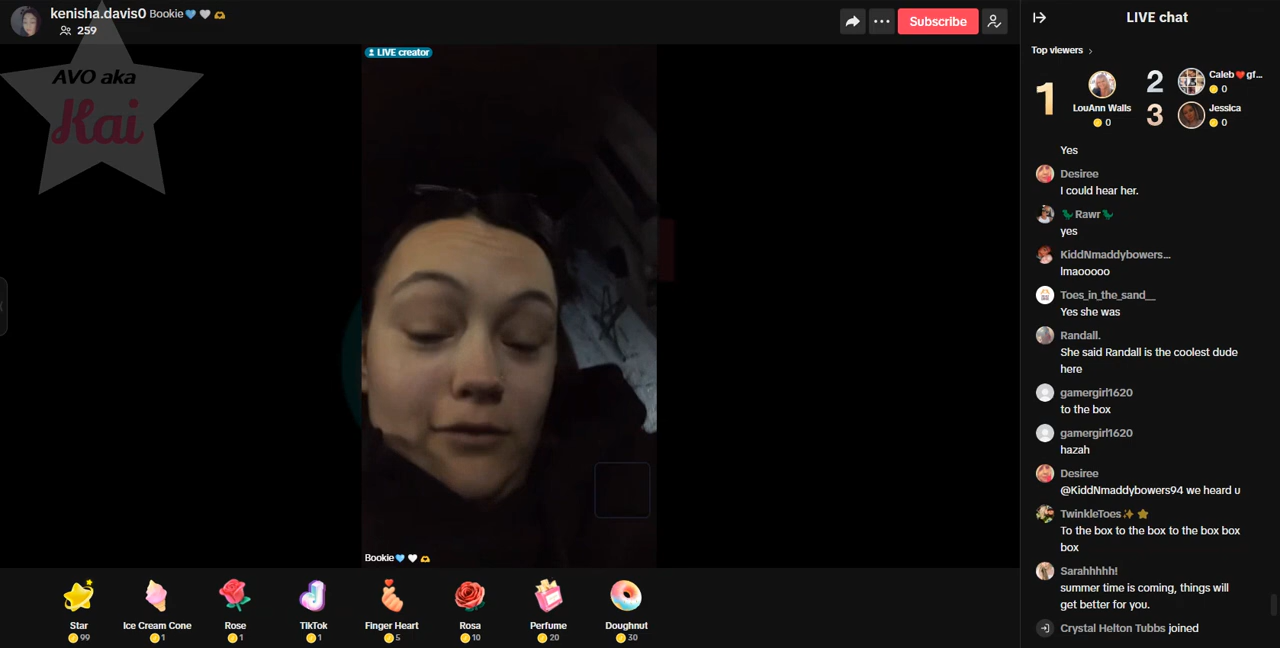 kenisha.davis0 Bookie🩵🤍🫶
259
Subscribe
AVO aka
Kai
LIVE creator
Bookie🩵🤍🫶
Star
99
Ice Cream Cone
1
Rose
1
TikTok
1
Finger Heart
5
Rosa
10
Perfume
20
Doughnut
30
LIVE chat
Top viewers
1
LouAnn Walls
0
2
Caleb❤️gf...
0
3
Jessica
0
Yes
Desiree
I could hear her.
🦖Rawr🦖
yes
KiddNmaddybowers...
lmaooooo
Toes_in_the_sand__
Yes she was
Randall.
She said Randall is the coolest dude
here
gamergirl1620
to the box
gamergirl1620
hazah
Desiree
@KiddNmaddybowers94 we heard u
TwinkleToes✨⭐
To the box to the box to the box box
box
Sarahhhhh!
summer time is coming, things will
get better for you.
Crystal Helton Tubbs joined